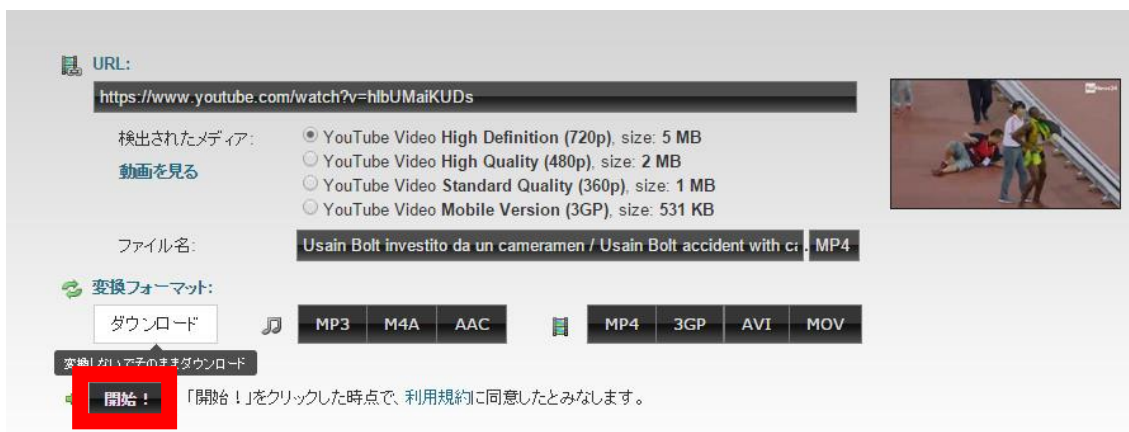 URL:
https://www.youtube.com/watch?v=hlbUMaiKUDs
検出されたメディア: YouTube Video High Definition (720p), size: 5 MB
動画を見る YouTube Video High Quality (480p), size: 2 MB
YouTube Video Standard Quality (360p), size: 1 MB
YouTube Video Mobile Version (3GP), size: 531 KB
ファイル名: Usain Bolt investito da un cameramen / Usain Bolt accident with ca . MP4
変換フォーマット:
ダウンロード MP3 M4A AAC MP4 3GP AVI MOV
変換しないでそのままダウンロード
開始! 「開始!」をクリックした時点で、利用規約に同意したとみなします。